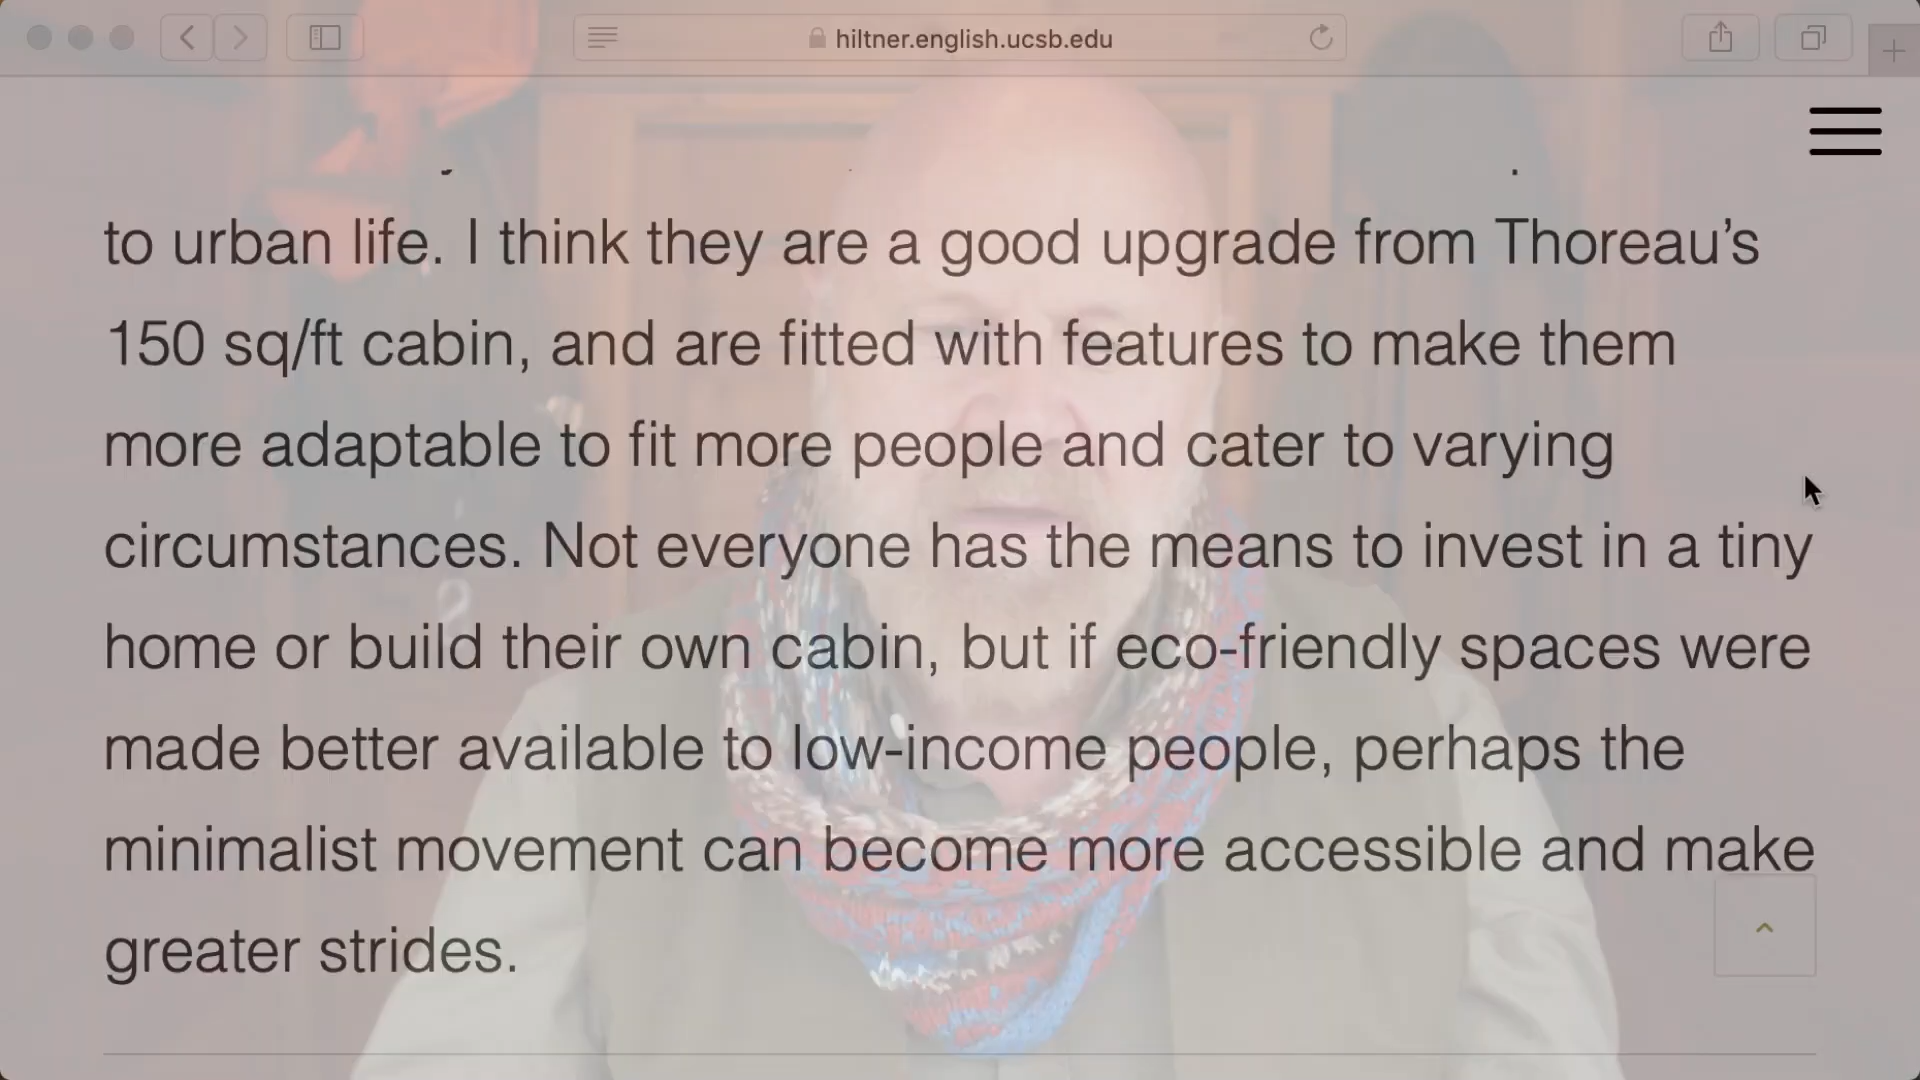 hiltner.english.ucsb.edu
to urban life. I think they are a good upgrade from Thoreau’s
150 sq/ft cabin, and are fitted with features to make them
more adaptable to fit more people and cater to varying
circumstances. Not everyone has the means to invest in a tiny
home or build their own cabin, but if eco-friendly spaces were
made better available to low-income people, perhaps the
minimalist movement can become more accessible and make
greater strides.